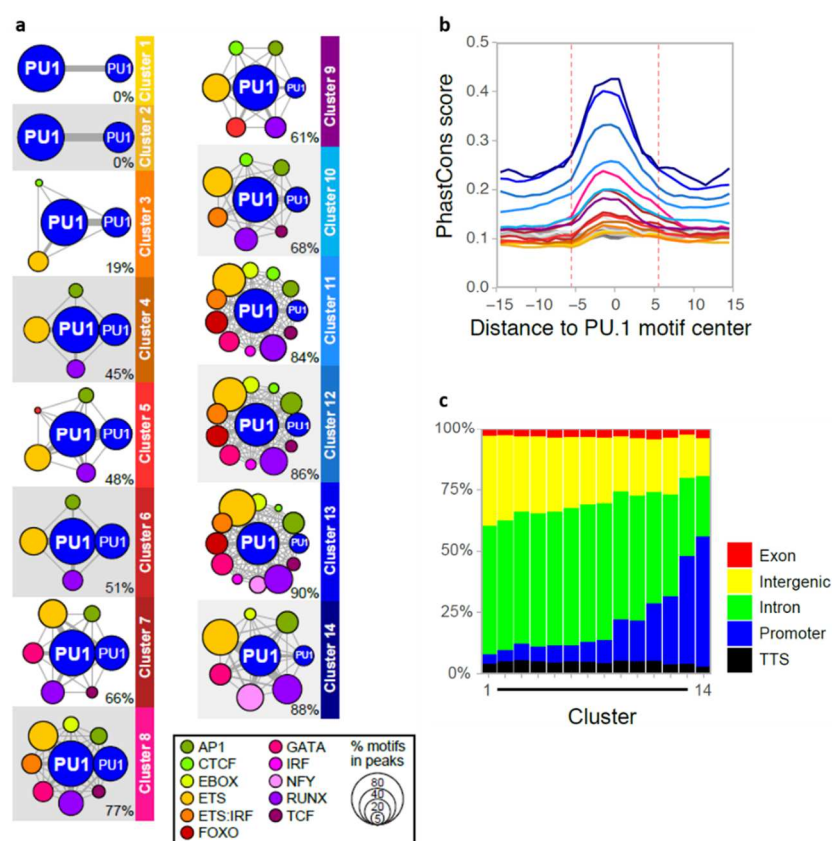 a
PU1
PU1
0%
Cluster 1
PU1
PU1
0%
Cluster 2
PU1
PU1
19%
Cluster 3
PU1
PU1
45%
Cluster 4
PU1
PU1
48%
Cluster 5
PU1
PU1
51%
Cluster 6
PU1
PU1
66%
Cluster 7
PU1
PU1
77%
Cluster 8
PU1
PU1
61%
Cluster 9
PU1
PU1
68%
Cluster 10
PU1
PU1
84%
Cluster 11
PU1
PU1
86%
Cluster 12
PU1
PU1
90%
Cluster 13
PU1
PU1
88%
Cluster 14
AP1
CTCF
EBOX
ETS
ETS:IRF
FOXO
GATA
IRF
NFY
RUNX
TCF
% motifs
in peaks
80
40
20
5
b
PhastCons score
0.5
0.4
0.3
0.2
0.1
0.0
−15 −10 −5 0 5 10 15
Distance to PU.1 motif center
c
100%
75%
50%
25%
0%
1 14
Cluster
Exon
Intergenic
Intron
Promoter
TTS